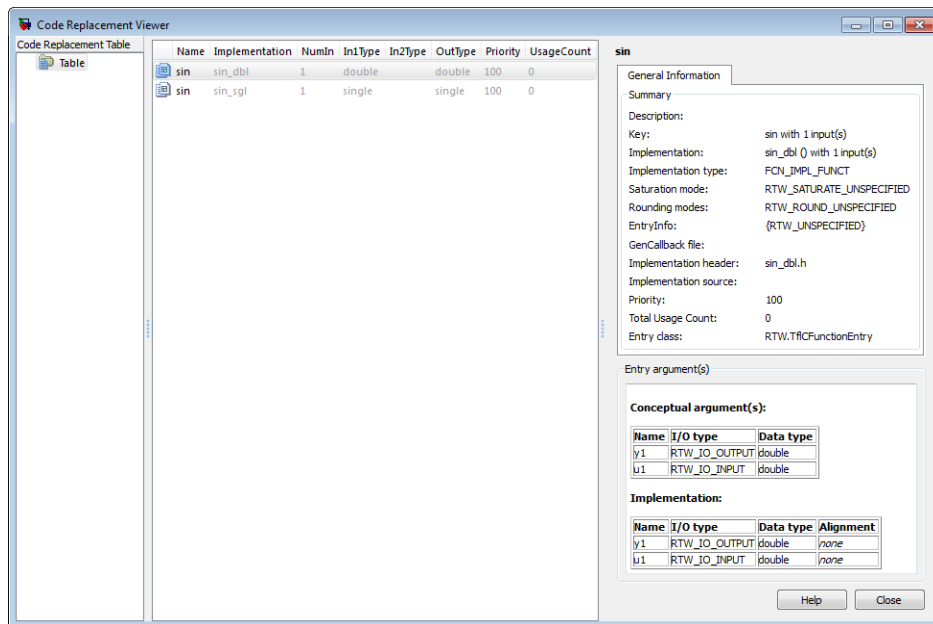 Code Replacement Viewer
Code Replacement Table
Table
Name Implementation NumIn In1Type In2Type OutType Priority UsageCount
sin sin_dbl 1 double double 100 0
sin sin_sgl 1 single single 100 0
sin
General Information
Summary
Description:
Key: sin with 1 input(s)
Implementation: sin_dbl () with 1 input(s)
Implementation type: FCN_IMPL_FUNCT
Saturation mode: RTW_SATURATE_UNSPECIFIED
Rounding modes: RTW_ROUND_UNSPECIFIED
EntryInfo: {RTW_UNSPECIFIED}
GenCallback file:
Implementation header: sin_dbl.h
Implementation source:
Priority: 100
Total Usage Count: 0
Entry class: RTW.TflCFunctionEntry
Entry argument(s)
Conceptual argument(s):
Name I/O type Data type
y1 RTW_IO_OUTPUT double
u1 RTW_IO_INPUT double
Implementation:
Name I/O type Data type Alignment
y1 RTW_IO_OUTPUT double none
u1 RTW_IO_INPUT double none
Help Close